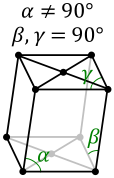 α ≠ 90°
β, γ = 90°
γ
α
β